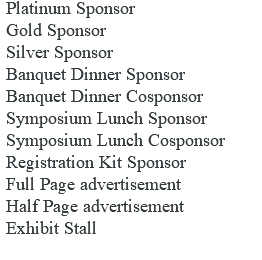 Platinum Sponsor
Gold Sponsor
Silver Sponsor
Banquet Dinner Sponsor
Banquet Dinner Cosponsor
Symposium Lunch Sponsor
Symposium Lunch Cosponsor
Registration Kit Sponsor
Full Page advertisement
Half Page advertisement
Exhibit Stall